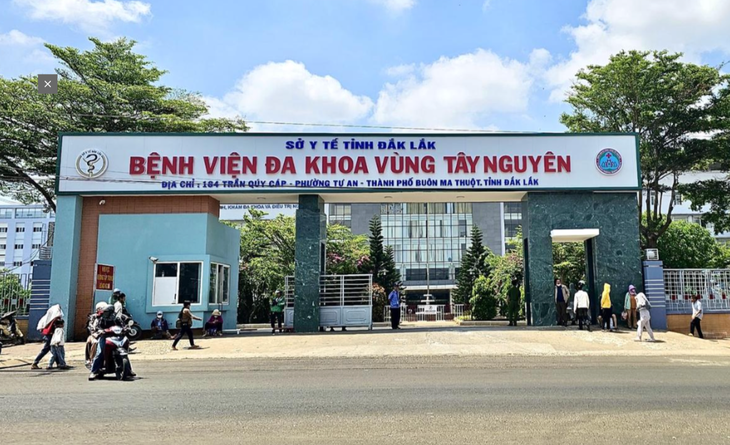 SỞ Y TẾ TỈNH ĐẮK LẮK
BỆNH VIỆN ĐA KHOA VÙNG TÂY NGUYÊN
ĐỊA CHỈ : 184 TRẦN QUÝ CÁP - PHƯỜNG TỰ AN - THÀNH PHỐ BUÔN MA THUỘT, TỈNH ĐẮK LẮK